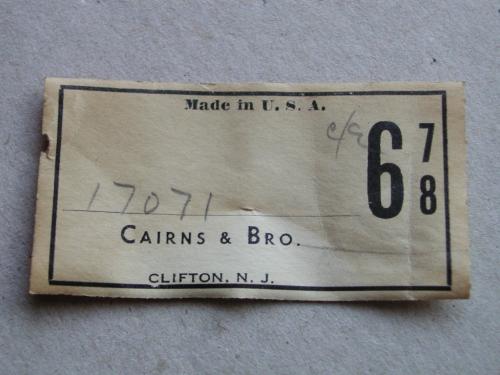 Made in U. S. A.
c/e
6 7/8
17071
CAIRNS & BRO.
CLIFTON, N. J.